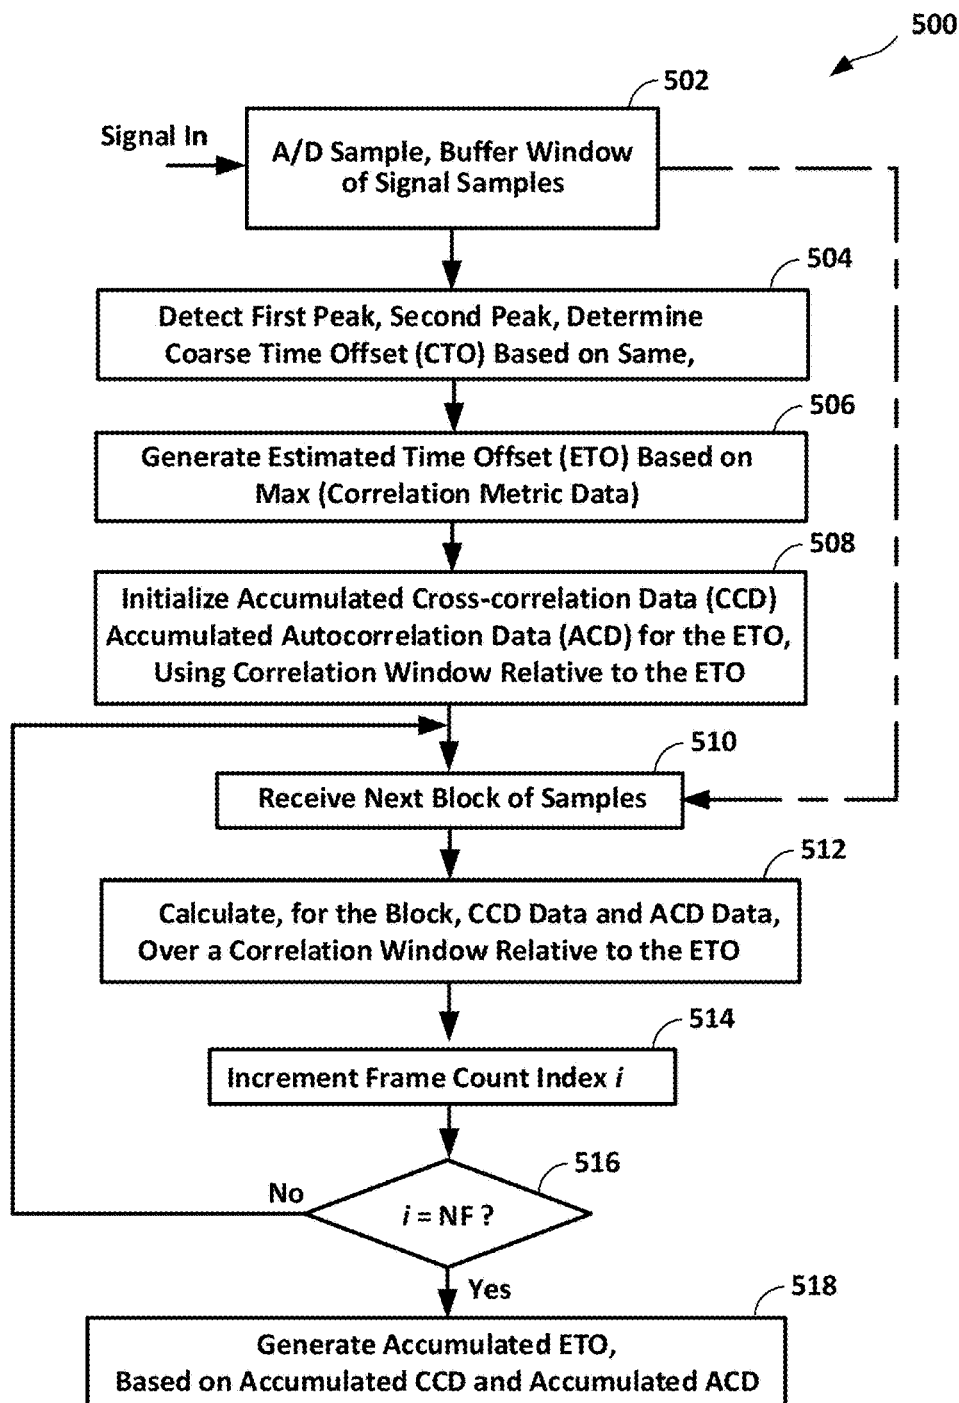 500
502
Signal In
A/D Sample, Buffer Window
of Signal Samples
504
Detect First Peak, Second Peak, Determine
Coarse Time Offset (CTO) Based on Same,
506
Generate Estimated Time Offset (ETO) Based on
Max (Correlation Metric Data)
508
Initialize Accumulated Cross-correlation Data (CCD)
Accumulated Autocorrelation Data (ACD) for the ETO,
Using Correlation Window Relative to the ETO
510
Receive Next Block of Samples
512
Calculate, for the Block, CCD Data and ACD Data,
Over a Correlation Window Relative to the ETO
514
Increment Frame Count Index i
516
No
i = NF ?
Yes
518
Generate Accumulated ETO,
Based on Accumulated CCD and Accumulated ACD